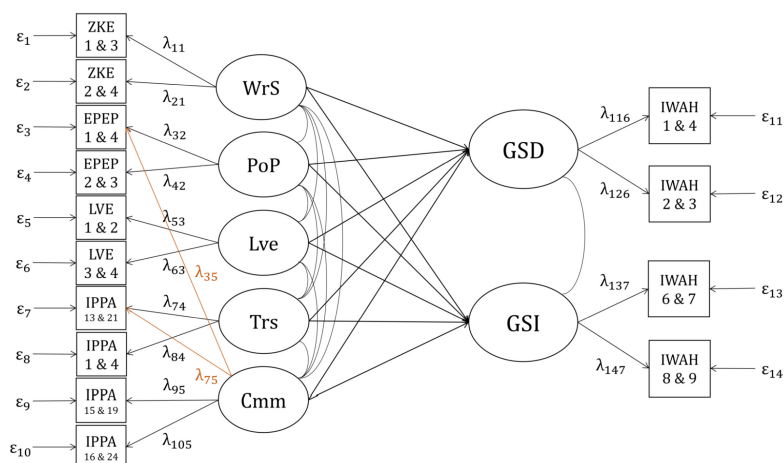 ε1
ZKE
1 & 3
λ11
ε2
ZKE
2 & 4
λ21
ε3
EPEP
1 & 4
λ32
ε4
EPEP
2 & 3
λ42
ε5
LVE
1 & 2
λ53
ε6
LVE
3 & 4
λ63
λ35
ε7
IPPA
13 & 21
λ74
ε8
IPPA
1 & 4
λ84
λ75
ε9
IPPA
15 & 19
λ95
ε10
IPPA
16 & 24
λ105
WrS
PoP
Lve
Trs
Cmm
GSD
GSI
λ116
IWAH
1 & 4
ε11
λ126
IWAH
2 & 3
ε12
λ137
IWAH
6 & 7
ε13
λ147
IWAH
8 & 9
ε14